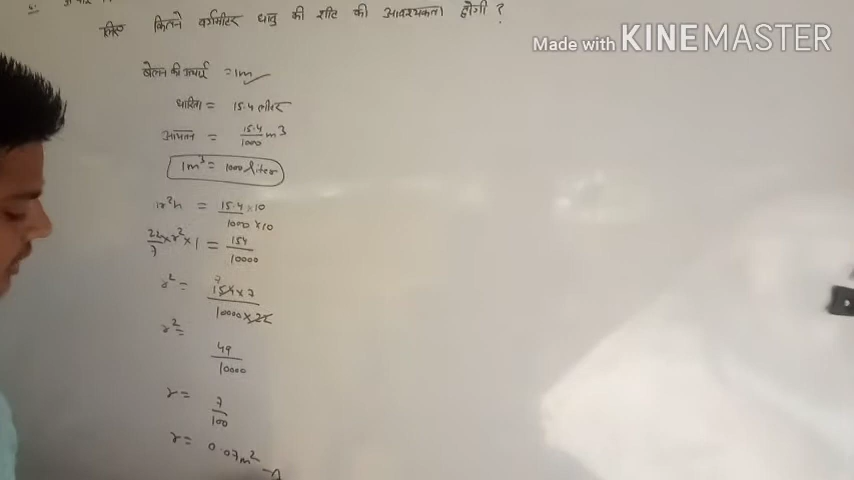 लिए कितने वर्गमीटर धातु की शीट की आवश्यकता होगी ?
Made with KINEMASTER
बेलन की ऊंचाई = 1m
धारिता = 15.4 लीटर
आयतन = 15.4/1000 m³
1m³ = 1000 liter
πr²h = 15.4×10/1000×10
22/7 × r² × 1 = 154/10000
r² = 154×7/10000×22
r² =
49/10000
r = 7/100
r = 0.07m²